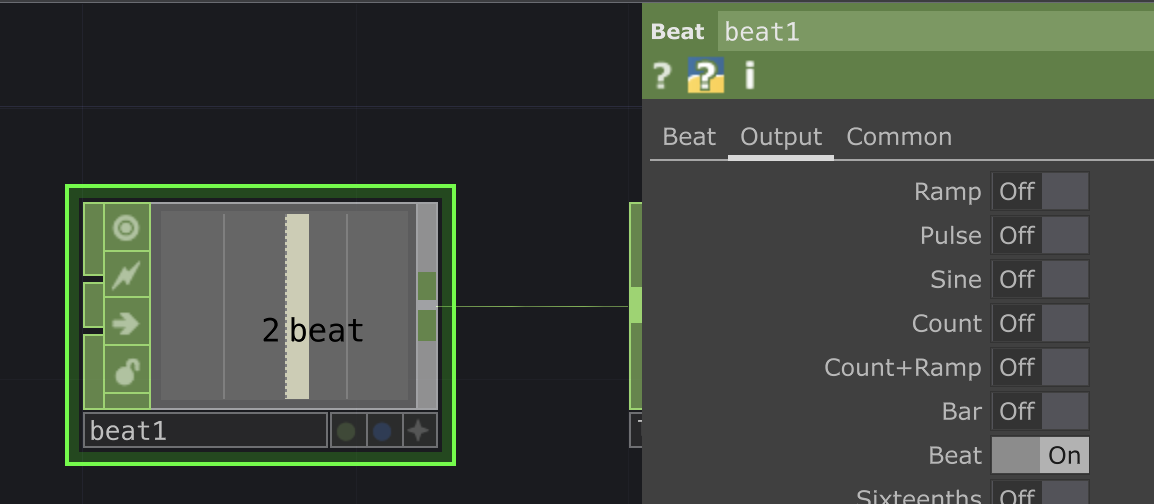 Beat beat1
? ? i
Beat Output Common
Ramp Off
Pulse Off
Sine Off
Count Off
Count+Ramp Off
Bar Off
Beat On
Sixteenths Off
2 beat
beat1